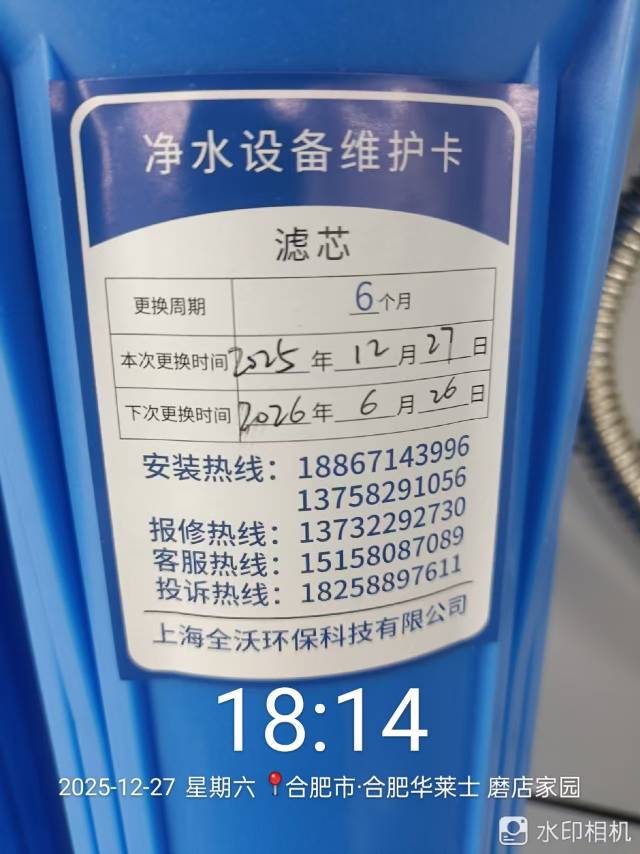 净水设备维护卡
滤芯
更换周期 6个月
本次更换时间 2025年12月27日
下次更换时间 2026年6月26日
安装热线：18867143996
13758291056
报修热线：13732292730
客服热线：15158087089
投诉热线：18258897611
上海全沃环保科技有限公司
18:14
2025-12-27 星期六 合肥市·合肥华莱士 磨店家园
水印相机